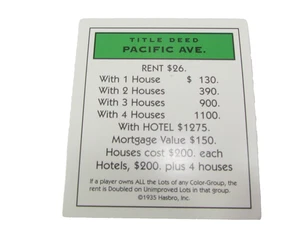 TITLE DEED
PACIFIC AVE.
RENT $26.
With 1 House $ 130.
With 2 Houses 390.
With 3 Houses 900.
With 4 Houses 1100.
With HOTEL $1275.
Mortgage Value $150.
Houses cost $200. each
Hotels, $200. plus 4 houses
If a player owns ALL the Lots of any Color-Group, the
rent is Doubled on Unimproved Lots in that group.
©1935 Hasbro, Inc.